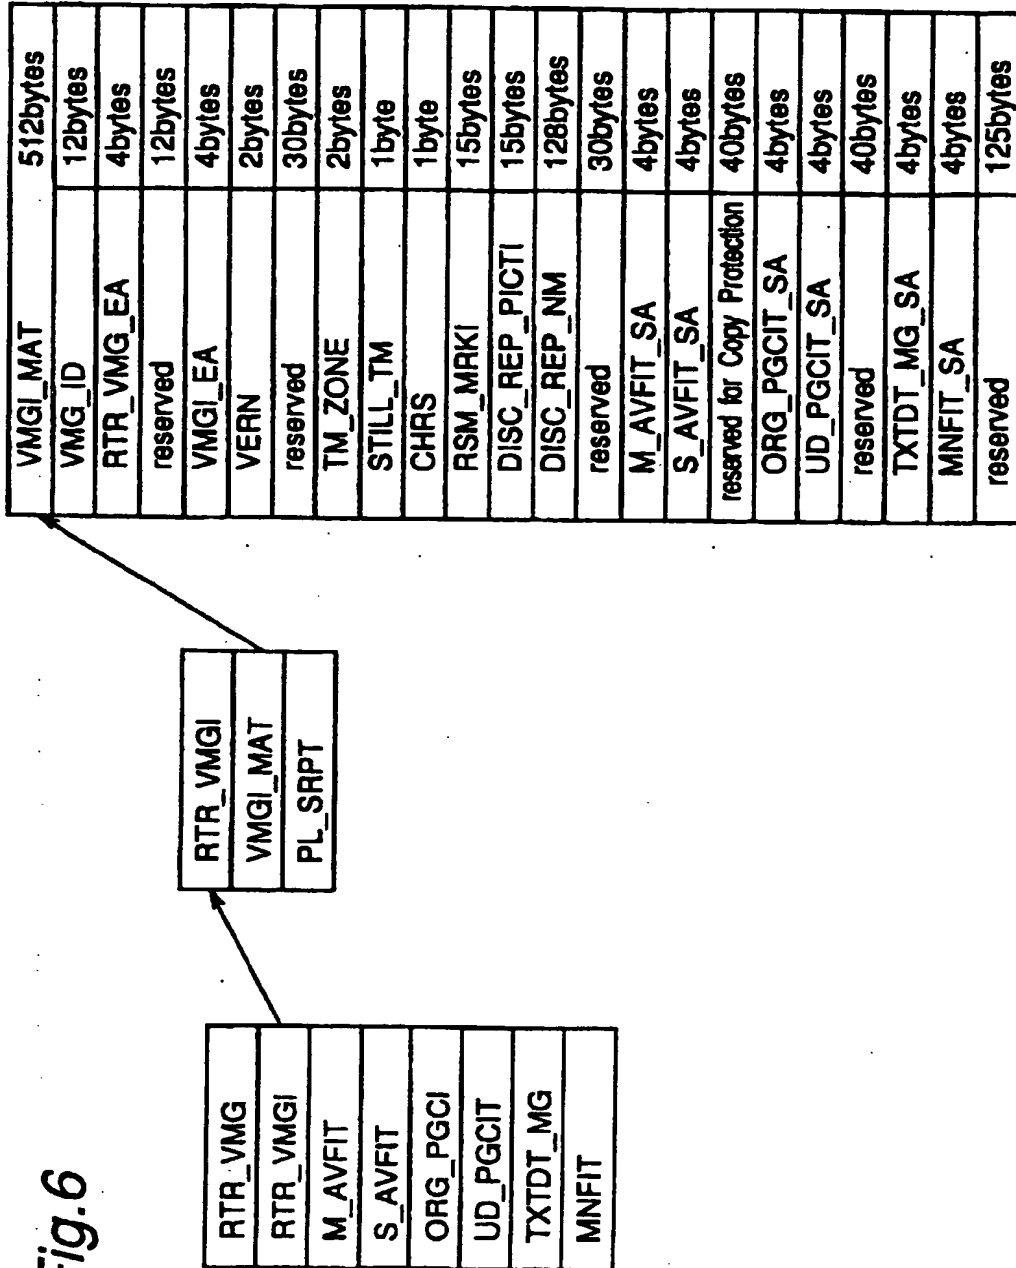 Fig.6
RTR_VMG
RTR_VMGI
M_AVFIT
S_AVFIT
ORG_PGCI
UD_PGCIT
TXTDT_MG
MNFIT
RTR_VMGI
VMGI_MAT
PL_SRPT
VMGI_MAT 512bytes
VMG_ID 12bytes
RTR_VMG_EA 4bytes
reserved 12bytes
VMGI_EA 4bytes
VERN 2bytes
reserved 30bytes
TM_ZONE 2bytes
STILL_TM 1byte
CHRS 1byte
RSM_MRKI 15bytes
DISC_REP_PICTI 15bytes
DISC_REP_NM 128bytes
reserved 30bytes
M_AVFIT_SA 4bytes
S_AVFIT_SA 4bytes
reserved for Copy Protection 40bytes
ORG_PGCIT_SA 4bytes
UD_PGCIT_SA 4bytes
reserved 40bytes
TXTDT_MG_SA 4bytes
MNFIT_SA 4bytes
reserved 125bytes